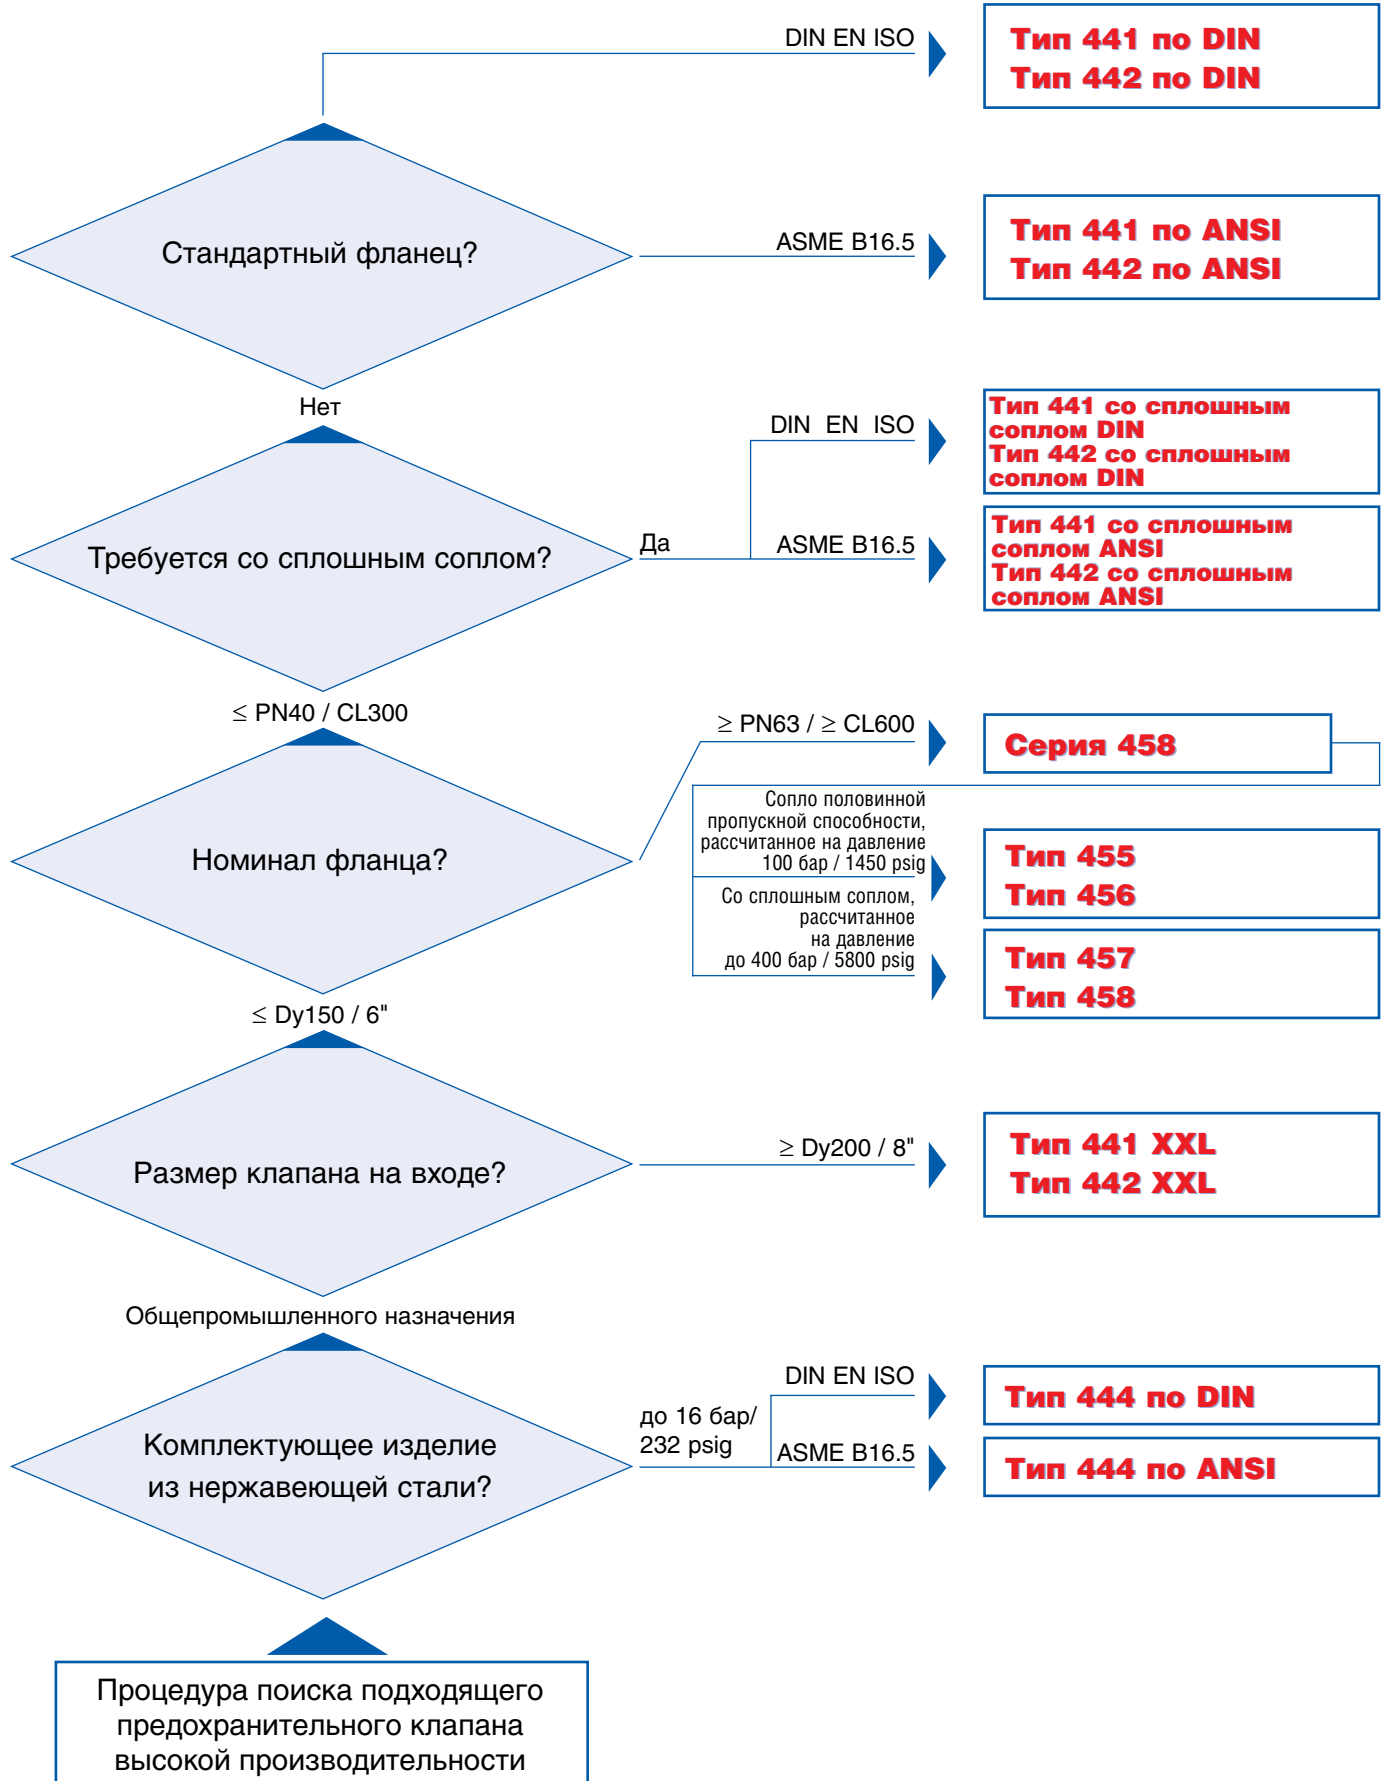 DIN EN ISO
Тип 441 по DIN
Тип 442 по DIN
Стандартный фланец?
ASME B16.5
Тип 441 по ANSI
Тип 442 по ANSI
Нет
DIN EN ISO
Тип 441 со сплошным
соплом DIN
Тип 442 со сплошным
соплом DIN
Требуется со сплошным соплом?
Да
ASME B16.5
Тип 441 со сплошным
соплом ANSI
Тип 442 со сплошным
соплом ANSI
≤ PN40 / CL300
≥ PN63 / ≥ CL600
Серия 458
Номинал фланца?
Сопло половинной
пропускной способности,
рассчитанное на давление
100 бар / 1450 psig
Тип 455
Тип 456
Со сплошным соплом,
рассчитанное
на давление
до 400 бар / 5800 psig
Тип 457
Тип 458
≤ Dy150 / 6"
Размер клапана на входе?
≥ Dy200 / 8"
Тип 441 XXL
Тип 442 XXL
Общепромышленного назначения
Комплектующее изделие
из нержавеющей стали?
до 16 бар/
232 psig
DIN EN ISO
Тип 444 по DIN
ASME B16.5
Тип 444 по ANSI
Процедура поиска подходящего
предохранительного клапана
высокой производительности